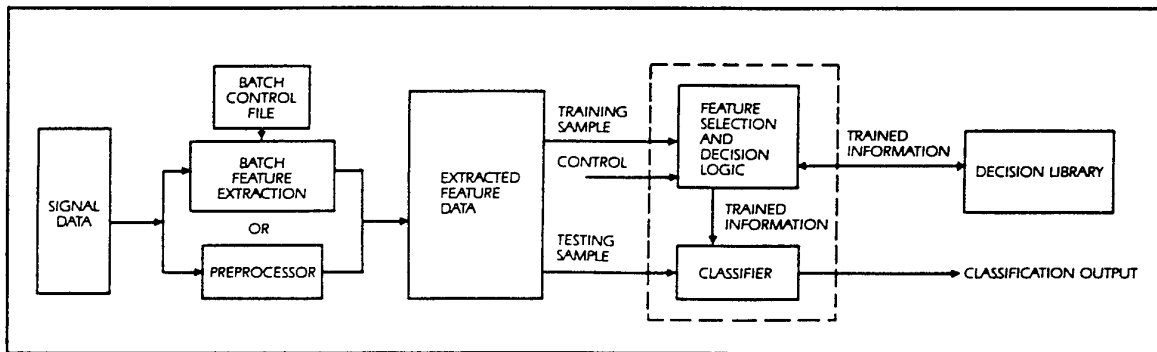 BATCH
CONTROL
FILE
SIGNAL
DATA
BATCH
FEATURE
EXTRACTION
OR
PREPROCESSOR
EXTRACTED
FEATURE
DATA
TRAINING
SAMPLE
CONTROL
TESTING
SAMPLE
FEATURE
SELECTION
AND
DECISION
LOGIC
TRAINED
INFORMATION
CLASSIFIER
TRAINED
INFORMATION
DECISION LIBRARY
CLASSIFICATION OUTPUT